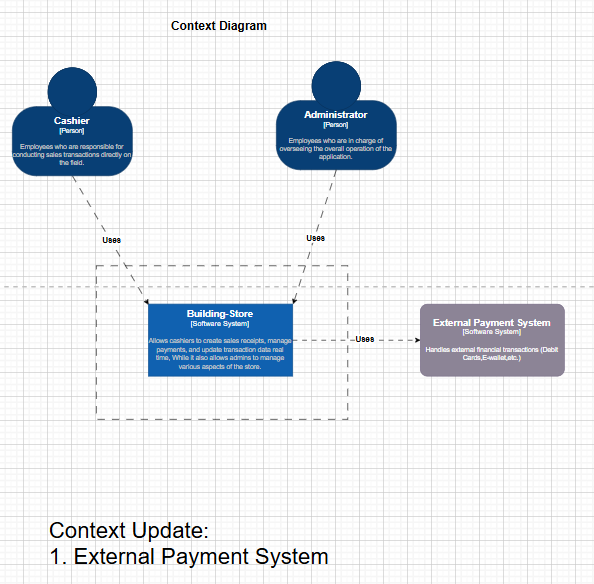 Context Diagram
Cashier
[Person]
Employees who are responsible for
conducting sales transactions directly on
the field.
Administrator
[Person]
Employees who are in charge of
overseeing the overall operation of the
application.
Uses
Uses
Building-Store
[Software System]
Allows cashiers to create sales receipts, manage
payments, and update transaction data real
time, While it also allows admins to manage
various aspects of the store.
Uses
External Payment System
[Software System]
Handles external financial transactions (Debit
Cards,E-wallet,etc.)
Context Update:
1. External Payment System